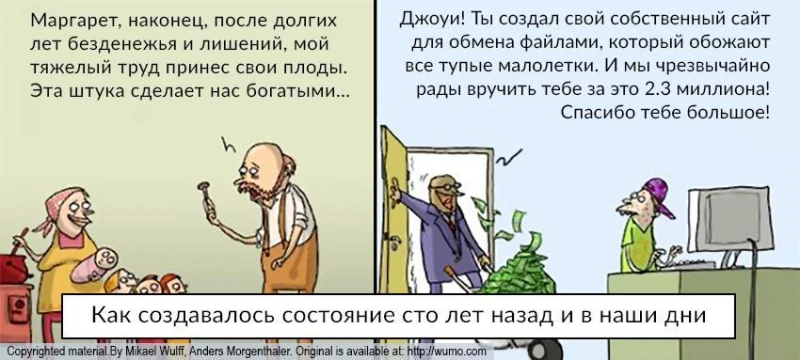 Маргарет, наконец, после долгих
лет безденежья и лишений, мой
тяжелый труд принес свои плоды.
Эта штука сделает нас богатыми...
Джоуи! Ты создал свой собственный сайт
для обмена файлами, который обожают
все тупые малолетки. И мы чрезвычайно
рады вручить тебе за это 2.3 миллиона!
Спасибо тебе большое!
Как создавалось состояние сто лет назад и в наши дни
Copyrighted material.By Mikael Wulff, Anders Morgenthaler. Original is available at: http://wumo.com